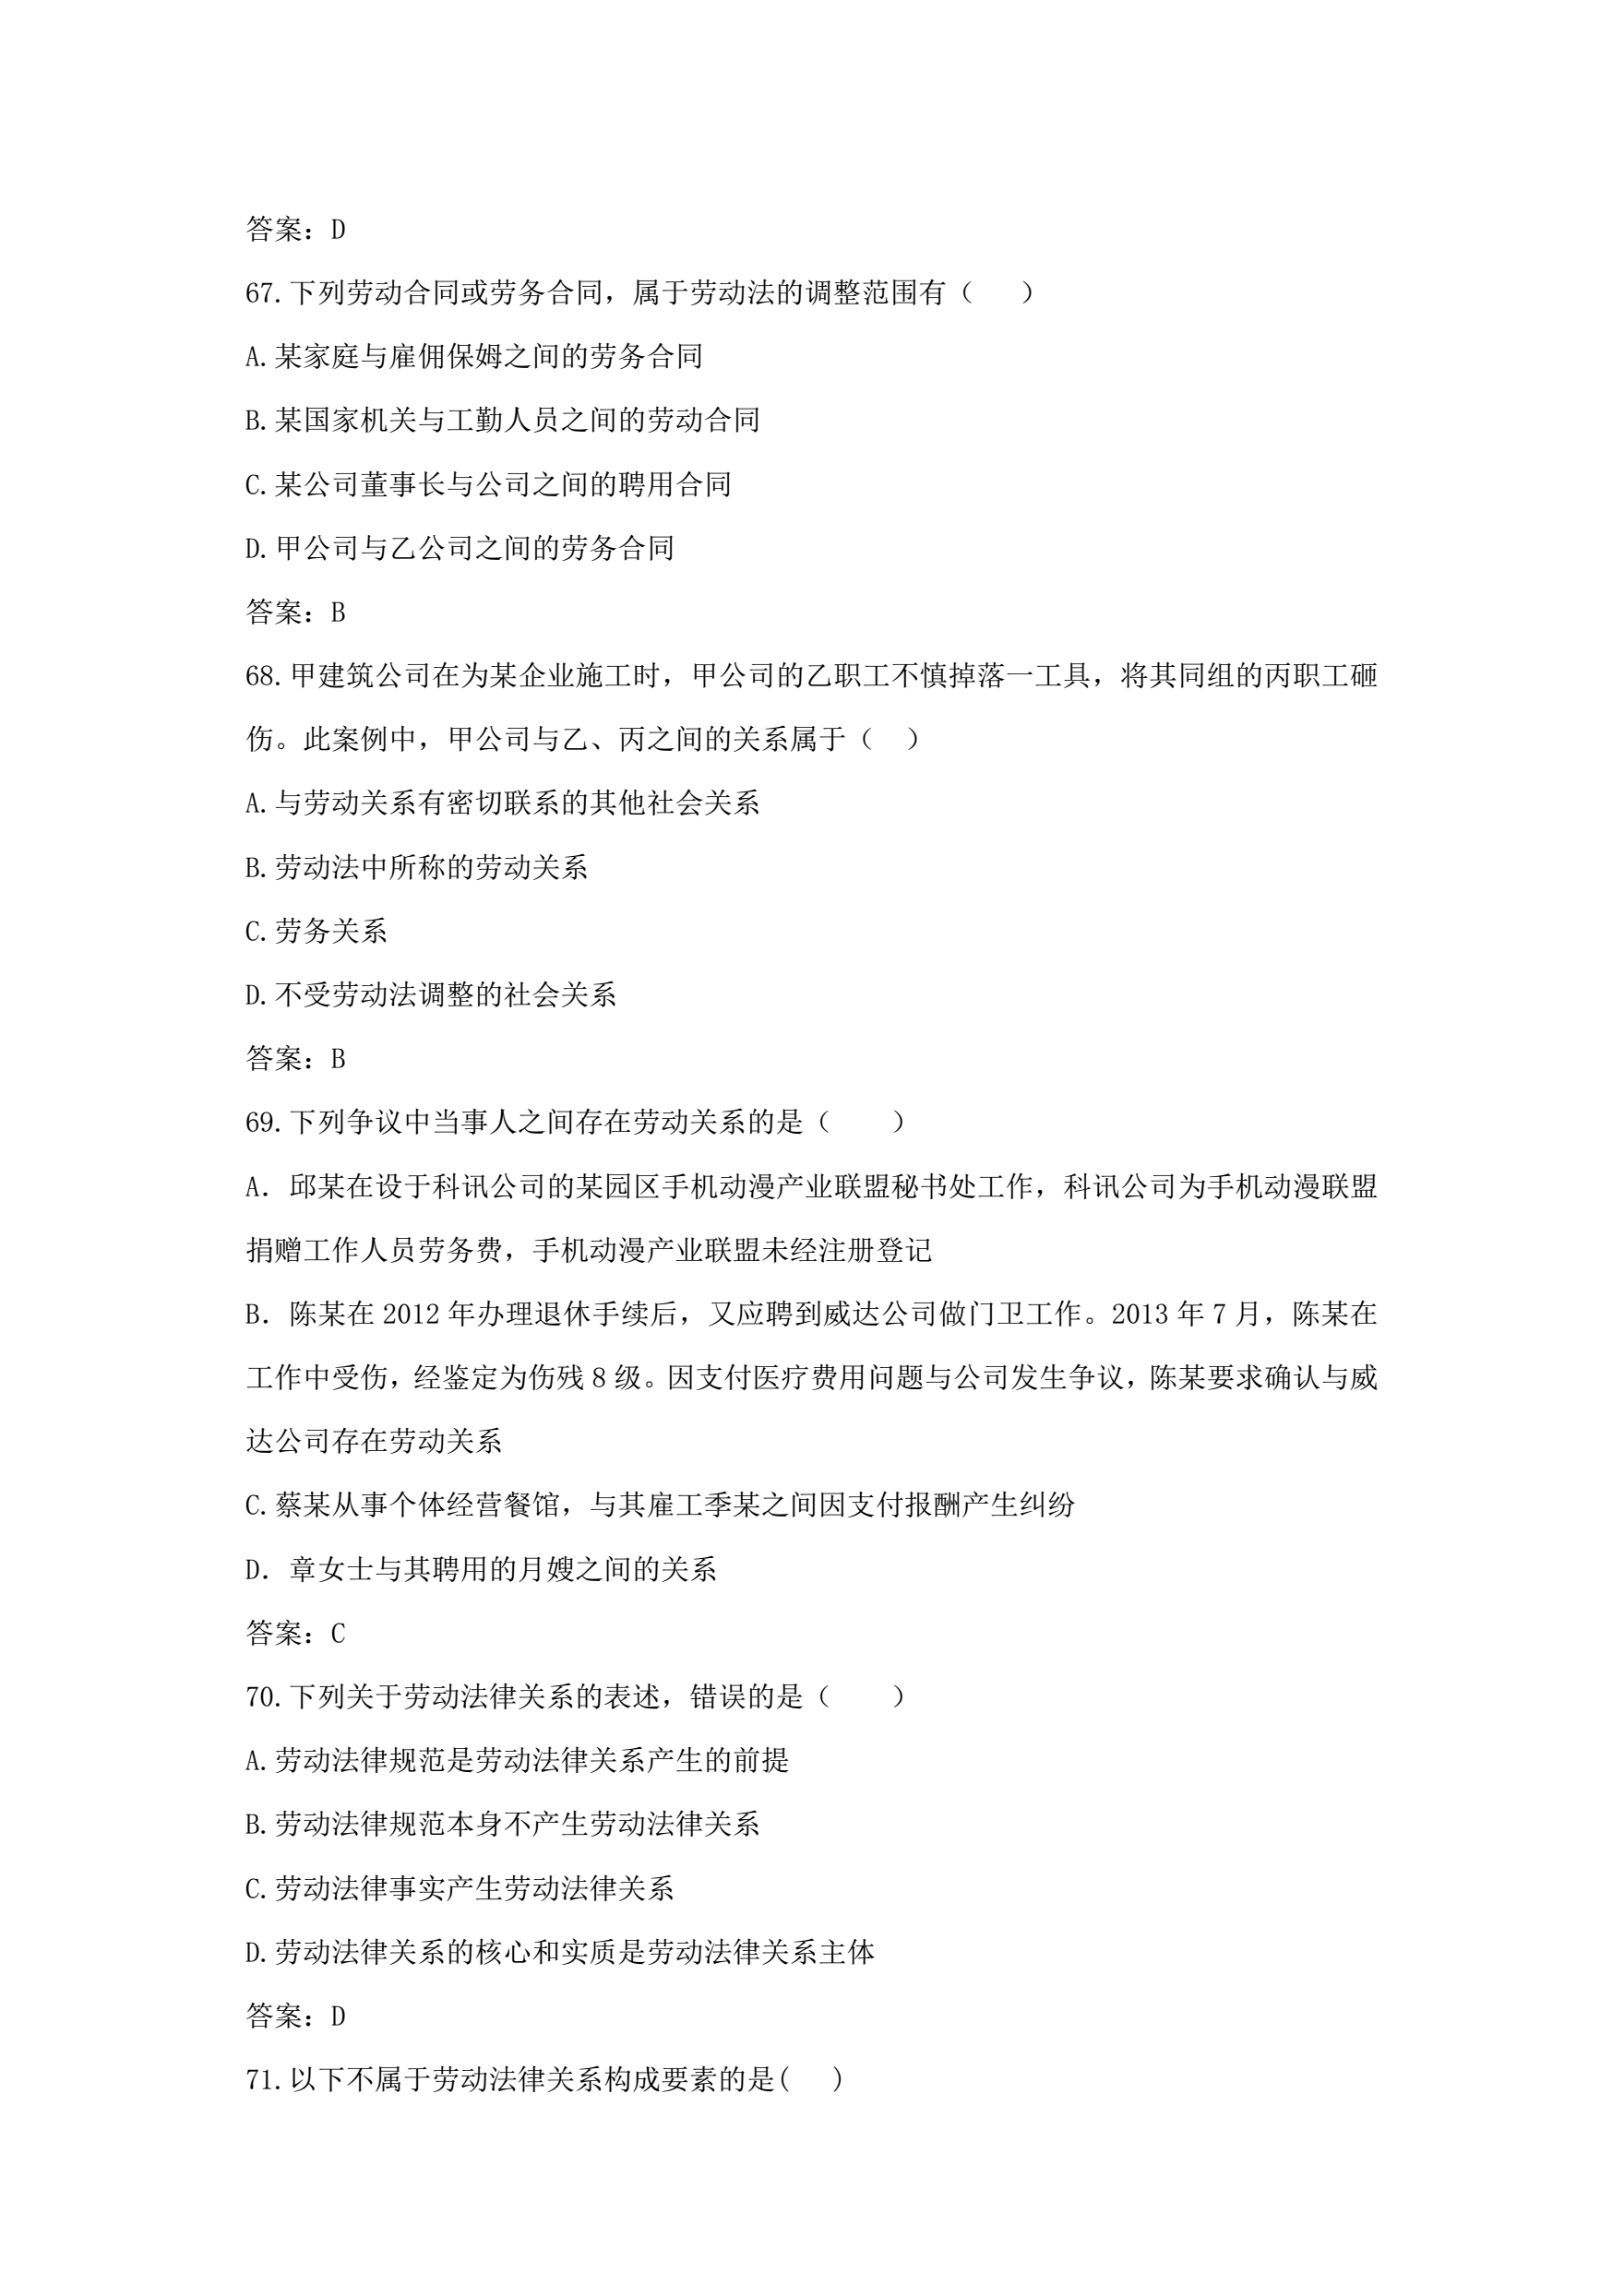 答案：D
67.下列劳动合同或劳务合同，属于劳动法的调整范围有（　　）
A.某家庭与雇佣保姆之间的劳务合同
B.某国家机关与工勤人员之间的劳动合同
C.某公司董事长与公司之间的聘用合同
D.甲公司与乙公司之间的劳务合同
答案：B
68.甲建筑公司在为某企业施工时，甲公司的乙职工不慎掉落一工具，将其同组的丙职工砸
伤。此案例中，甲公司与乙、丙之间的关系属于（　）
A.与劳动关系有密切联系的其他社会关系
B.劳动法中所称的劳动关系
C.劳务关系
D.不受劳动法调整的社会关系
答案：B
69.下列争议中当事人之间存在劳动关系的是（　　）
A．邱某在设于科讯公司的某园区手机动漫产业联盟秘书处工作，科讯公司为手机动漫联盟
捐赠工作人员劳务费，手机动漫产业联盟未经注册登记
B．陈某在 2012 年办理退休手续后，又应聘到威达公司做门卫工作。2013 年 7 月，陈某在
工作中受伤，经鉴定为伤残 8 级。因支付医疗费用问题与公司发生争议，陈某要求确认与威
达公司存在劳动关系
C.蔡某从事个体经营餐馆，与其雇工季某之间因支付报酬产生纠纷
D．章女士与其聘用的月嫂之间的关系
答案：C
70.下列关于劳动法律关系的表述，错误的是（　　）
A.劳动法律规范是劳动法律关系产生的前提
B.劳动法律规范本身不产生劳动法律关系
C.劳动法律事实产生劳动法律关系
D.劳动法律关系的核心和实质是劳动法律关系主体
答案：D
71.以下不属于劳动法律关系构成要素的是(　　)